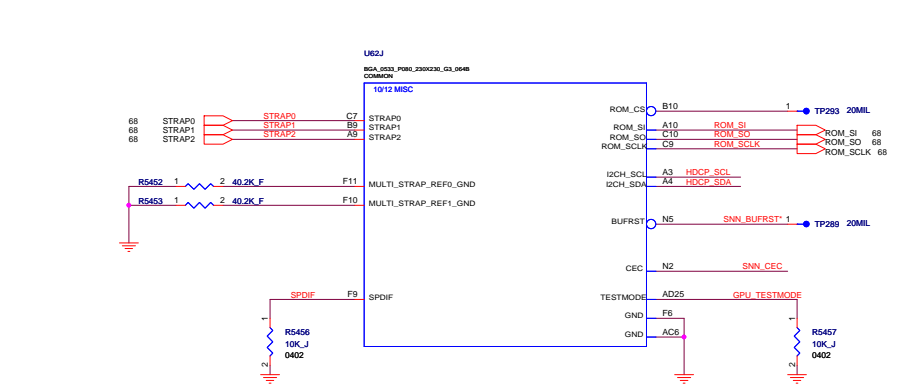 U62J
BGA_0533_P080_230X230_G3_064B
COMMON
10/12 MISC
68 STRAP0 STRAP0 C7 STRAP0
68 STRAP1 STRAP1 B9 STRAP1
68 STRAP2 STRAP2 A9 STRAP2
R5452 1 2 40.2K_F F11 MULTI_STRAP_REF0_GND
R5453 1 2 40.2K_F F10 MULTI_STRAP_REF1_GND
SPDIF F9 SPDIF
1
R5456
10K_J
0402
2
ROM_CS B10 1 TP293 20MIL
ROM_SI A10 ROM_SI ROM_SI 68
ROM_SO C10 ROM_SO ROM_SO 68
ROM_SCLK C9 ROM_SCLK ROM_SCLK 68
I2CH_SCL A3 HDCP_SCL
I2CH_SDA A4 HDCP_SDA
BUFRST N5 SNN_BUFRST* 1 TP289 20MIL
CEC N2 SNN_CEC
TESTMODE AD25 GPU_TESTMODE
GND F6
GND AC6
1
R5457
10K_J
0402
2